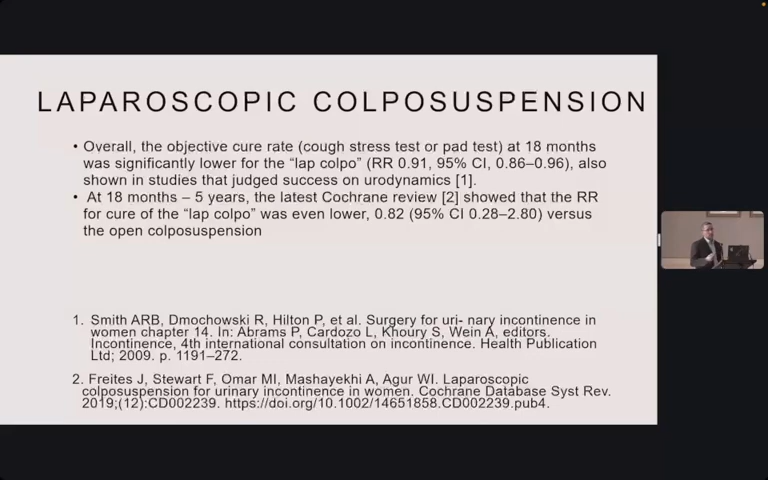 LAPAROSCOPIC COLPOSUSPENSION
• Overall, the objective cure rate (cough stress test or pad test) at 18 months
was significantly lower for the “lap colpo” (RR 0.91, 95% CI, 0.86–0.96), also
shown in studies that judged success on urodynamics [1].
• At 18 months – 5 years, the latest Cochrane review [2] showed that the RR
for cure of the “lap colpo” was even lower, 0.82 (95% CI 0.28–2.80) versus
the open colposuspension
1. Smith ARB, Dmochowski R, Hilton P, et al. Surgery for uri- nary incontinence in
women chapter 14. In: Abrams P, Cardozo L, Khoury S, Wein A, editors.
Incontinence, 4th international consultation on incontinence. Health Publication
Ltd; 2009. p. 1191–272.
2. Freites J, Stewart F, Omar MI, Mashayekhi A, Agur WI. Laparoscopic
colposuspension for urinary incontinence in women. Cochrane Database Syst Rev.
2019;(12):CD002239. https://doi.org/10.1002/14651858.CD002239.pub4.